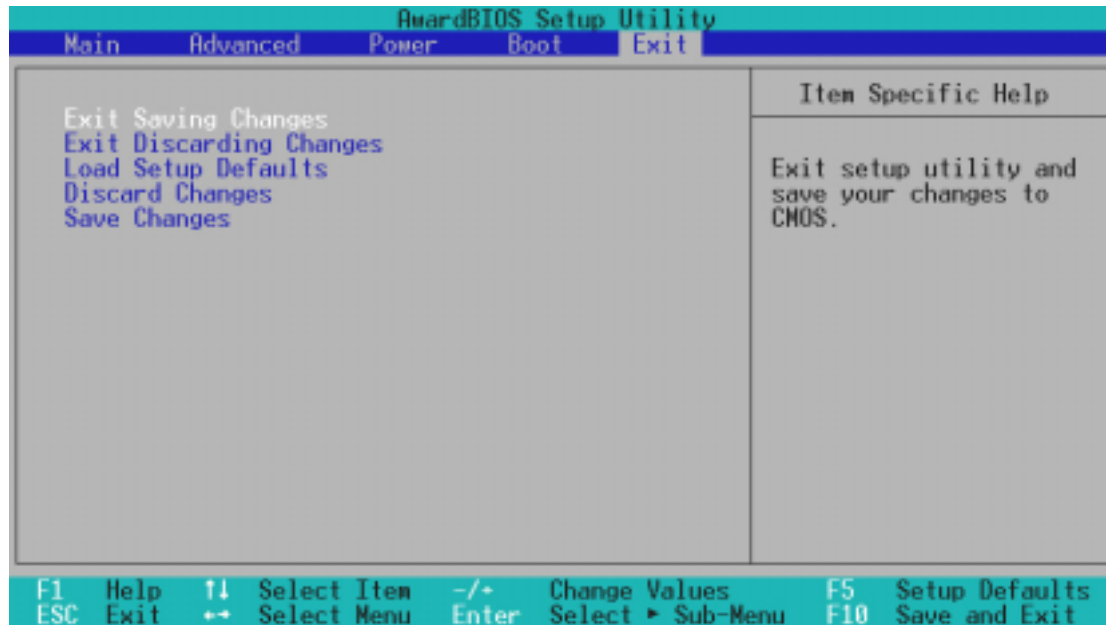 AwardBIOS Setup Utility
Main Advanced Power Boot Exit
Item Specific Help
Exit Saving Changes
Exit Discarding Changes
Load Setup Defaults
Discard Changes
Save Changes
Exit setup utility and
save your changes to
CMOS.
F1 Help ↑↓ Select Item -/+ Change Values F5 Setup Defaults
ESC Exit ←→ Select Menu Enter Select ► Sub-Menu F10 Save and Exit